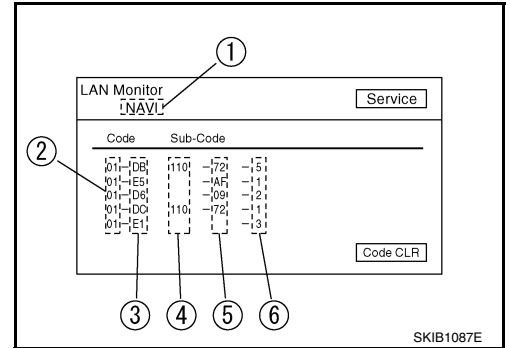 ①
LAN Monitor
NAVI
Service
Code Sub-Code
②
01-DB 110 -72 -5
01-E5 -AF -1
01-D6 -09 -2
01-DC 110 -72 -1
01-E1 -3
Code CLR
③ ④ ⑤ ⑥
SKIB1087E